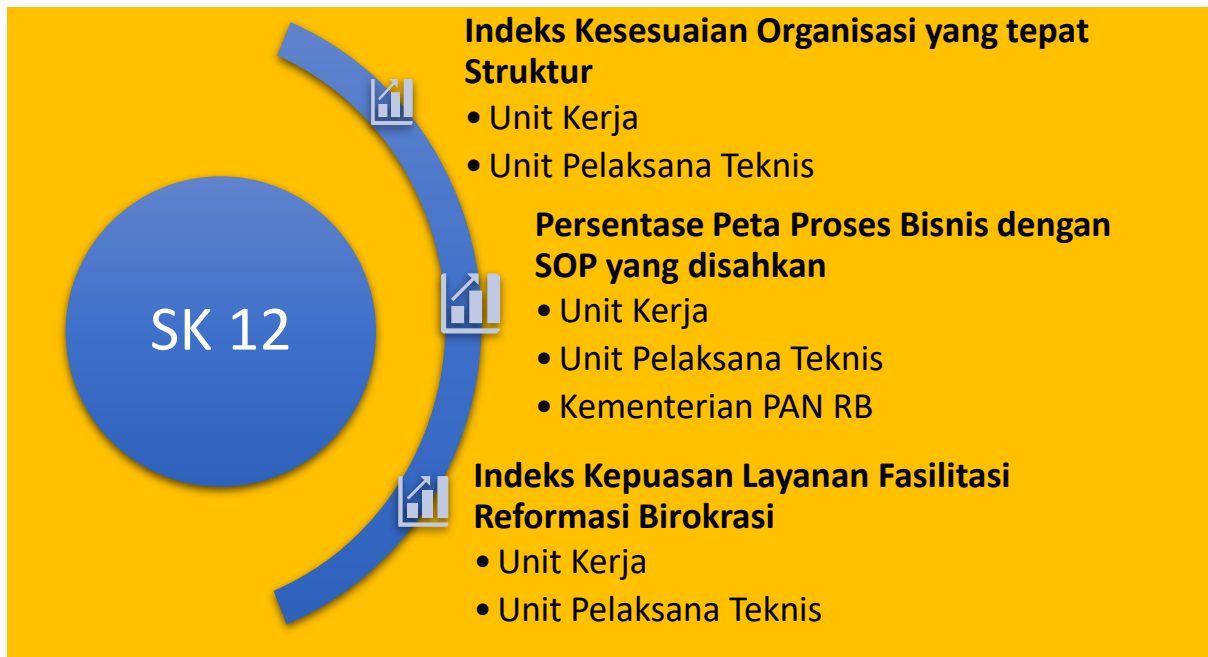 SK 12
Indeks Kesesuaian Organisasi yang tepat
Struktur
• Unit Kerja
• Unit Pelaksana Teknis
Persentase Peta Proses Bisnis dengan
SOP yang disahkan
• Unit Kerja
• Unit Pelaksana Teknis
• Kementerian PAN RB
Indeks Kepuasan Layanan Fasilitasi
Reformasi Birokrasi
• Unit Kerja
• Unit Pelaksana Teknis